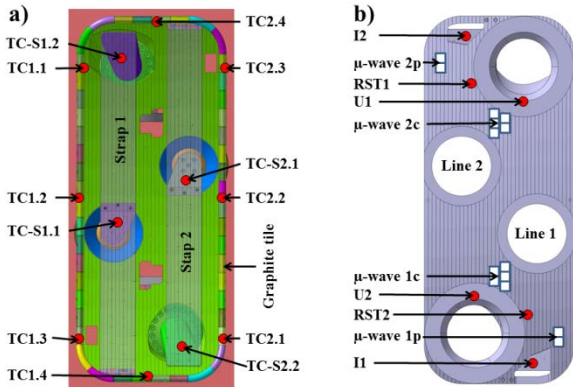 a)
TC2.4
TC-S1.2
TC1.1
TC2.3
Strap 1
TC-S2.1
TC1.2
TC2.2
TC-S1.1
Stap 2
Graphite tile
TC1.3
TC2.1
TC-S2.2
TC1.4
b)
I2
μ-wave 2p
RST1
U1
μ-wave 2c
Line 2
Line 1
μ-wave 1c
U2
RST2
μ-wave 1p
I1